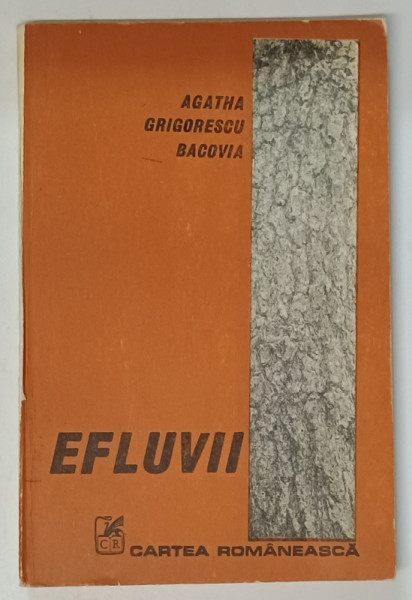 AGATHA
GRIGORESCU
BACOVIA
EFLUVII
CR
CARTEA ROMÂNEASCĂ